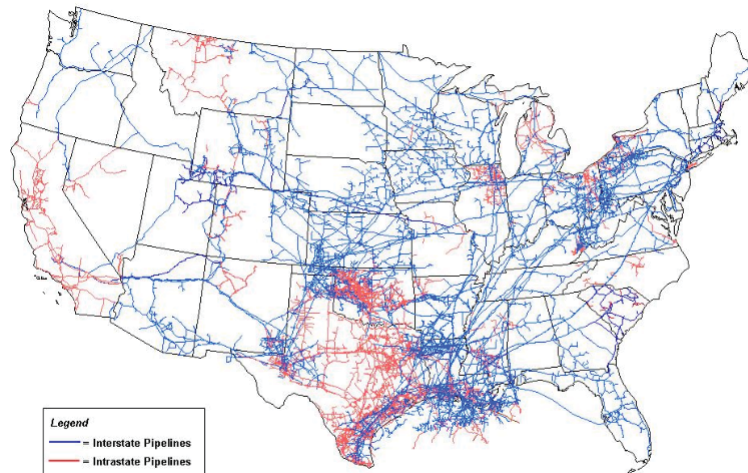 Legend
= Interstate Pipelines
= Intrastate Pipelines